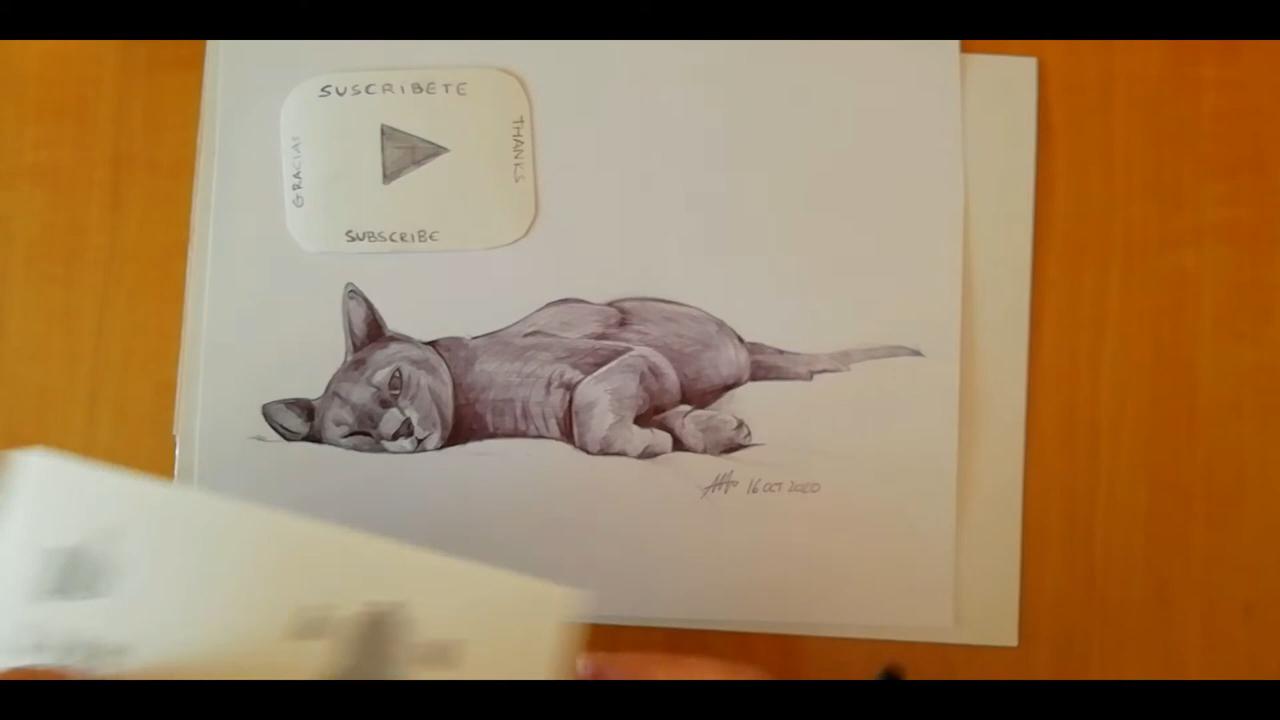 SUSCRIBETE
GRACIAS
THANKS
SUBSCRIBE
16 OCT 2020